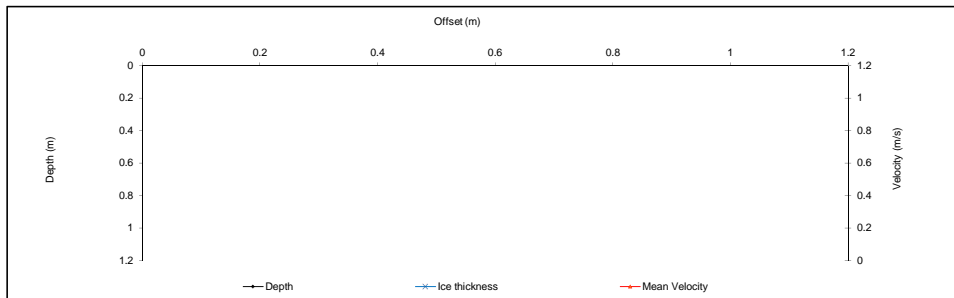 Offset (m)
0 0.2 0.4 0.6 0.8 1 1.2
0 1.2
0.2 1
0.4 0.8
Depth (m) Velocity (m/s)
0.6 0.6
0.8 0.4
1 0.2
1.2 0
Depth Ice thickness Mean Velocity